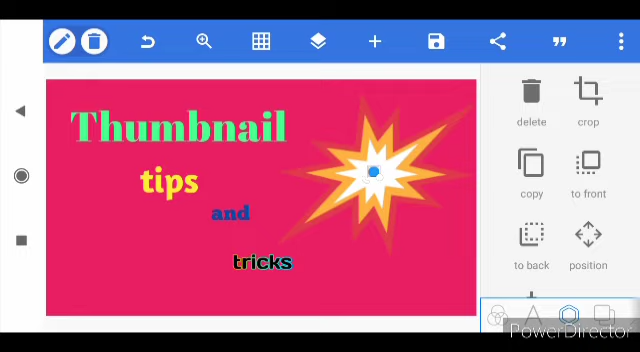 Thumbnail
tips
and
tricks
delete
crop
copy
to front
to back
position
PowerDirector